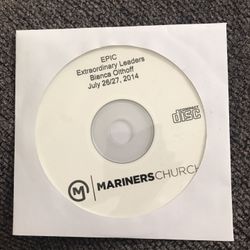 EPIC
Extraordinary Leaders
Bianca Olthoff
July 26/27, 2014
COMPACT
disc
MARINERSCHURCH